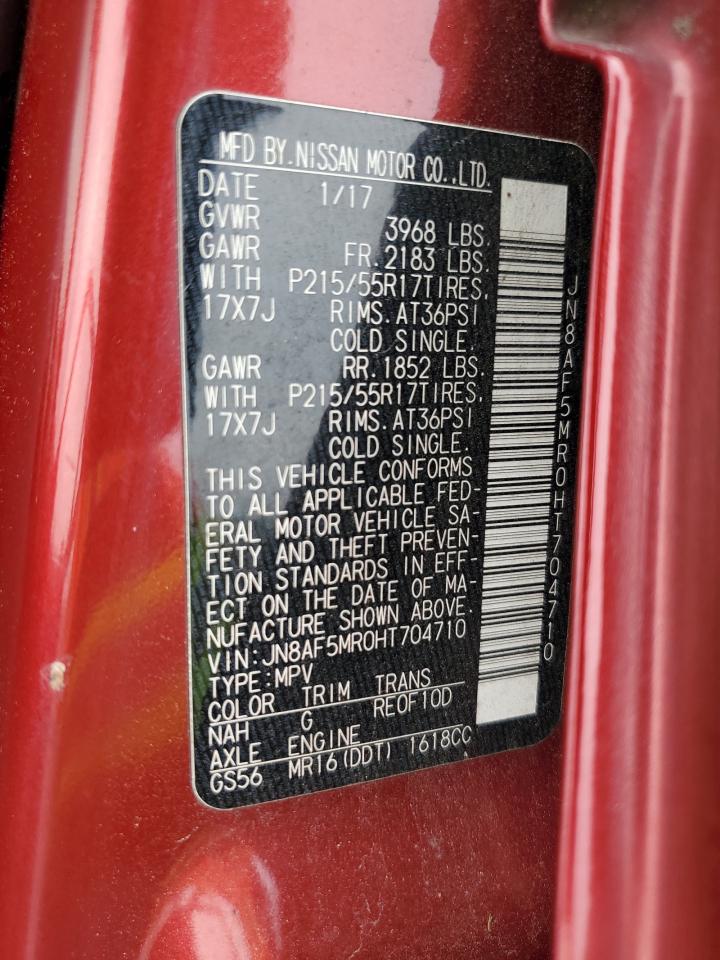 MFD BY.NISSAN MOTOR CO.,LTD.
DATE 1/17
GVWR 3968 LBS.
GAWR FR.2183 LBS.
WITH P215/55R17TIRES,
17X7J RIMS.AT36PSI
COLD SINGLE.
GAWR RR.1852 LBS.
WITH P215/55R17TIRES,
17X7J RIMS.AT36PSI
COLD SINGLE.
THIS VEHICLE CONFORMS
TO ALL APPLICABLE FED-
ERAL MOTOR VEHICLE SA-
FETY AND THEFT PREVEN-
TION STANDARDS IN EFF-
ECT ON THE DATE OF MA-
NUFACTURE SHOWN ABOVE.
VIN:JN8AF5MR0HT704710
TYPE:MPV
COLOR TRIM TRANS
NAH G RE0F10D
AXLE ENGINE
GS56 MR16(DDT) 1618CC
JN8AF5MR0HT704710